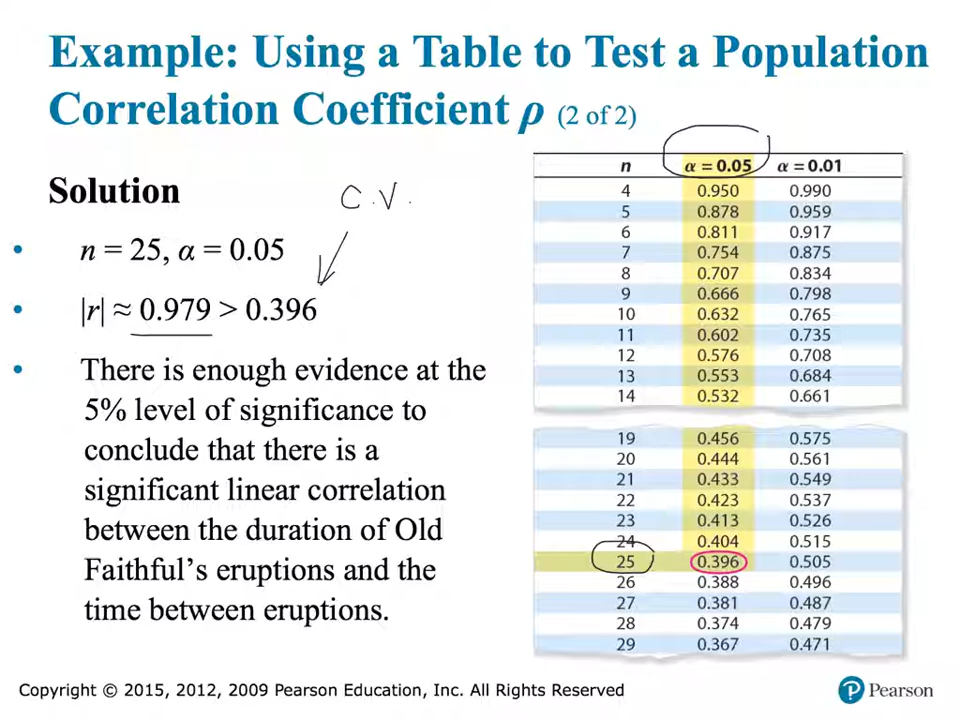 Example: Using a Table to Test a Population
Correlation Coefficient ρ (2 of 2)
Solution
C.V.
• n = 25, α = 0.05
• |r| ≈ 0.979 > 0.396
• There is enough evidence at the
5% level of significance to
conclude that there is a
significant linear correlation
between the duration of Old
Faithful's eruptions and the
time between eruptions.
n α = 0.05 α = 0.01
4 0.950 0.990
5 0.878 0.959
6 0.811 0.917
7 0.754 0.875
8 0.707 0.834
9 0.666 0.798
10 0.632 0.765
11 0.602 0.735
12 0.576 0.708
13 0.553 0.684
14 0.532 0.661
19 0.456 0.575
20 0.444 0.561
21 0.433 0.549
22 0.423 0.537
23 0.413 0.526
24 0.404 0.515
25 0.396 0.505
26 0.388 0.496
27 0.381 0.487
28 0.374 0.479
29 0.367 0.471
Copyright © 2015, 2012, 2009 Pearson Education, Inc. All Rights Reserved
P Pearson